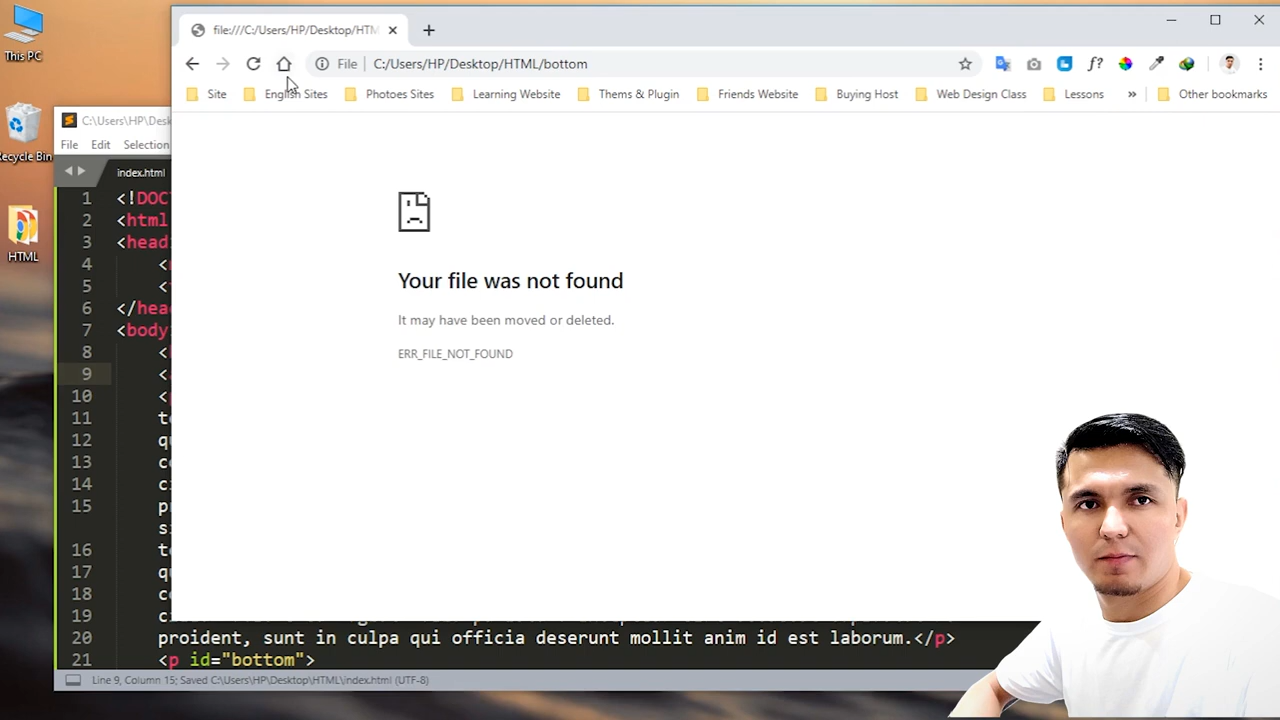 This PC
Recycle Bin
HTML
file:///C:/Users/HP/Desktop/HTM
File | C:/Users/HP/Desktop/HTML/bottom
Site English Sites Photoes Sites Learning Website Thems & Plugin Friends Website Buying Host Web Design Class Lessons » Other bookmarks
Your file was not found
It may have been moved or deleted.
ERR_FILE_NOT_FOUND
C:\Users\HP\Desk
File Edit Selection
index.html
1 <!DOC
2 <html
3 <head
4 <
5 <
6 </hea
7 <body
8 <
9 <
10 <
11
12
13
14
15
16
17
18
19
20 proident, sunt in culpa qui officia deserunt mollit anim id est laborum.</p>
21 <p id="bottom">
Line 9, Column 15; Saved C:\Users\HP\Desktop\HTML\index.html (UTF-8)